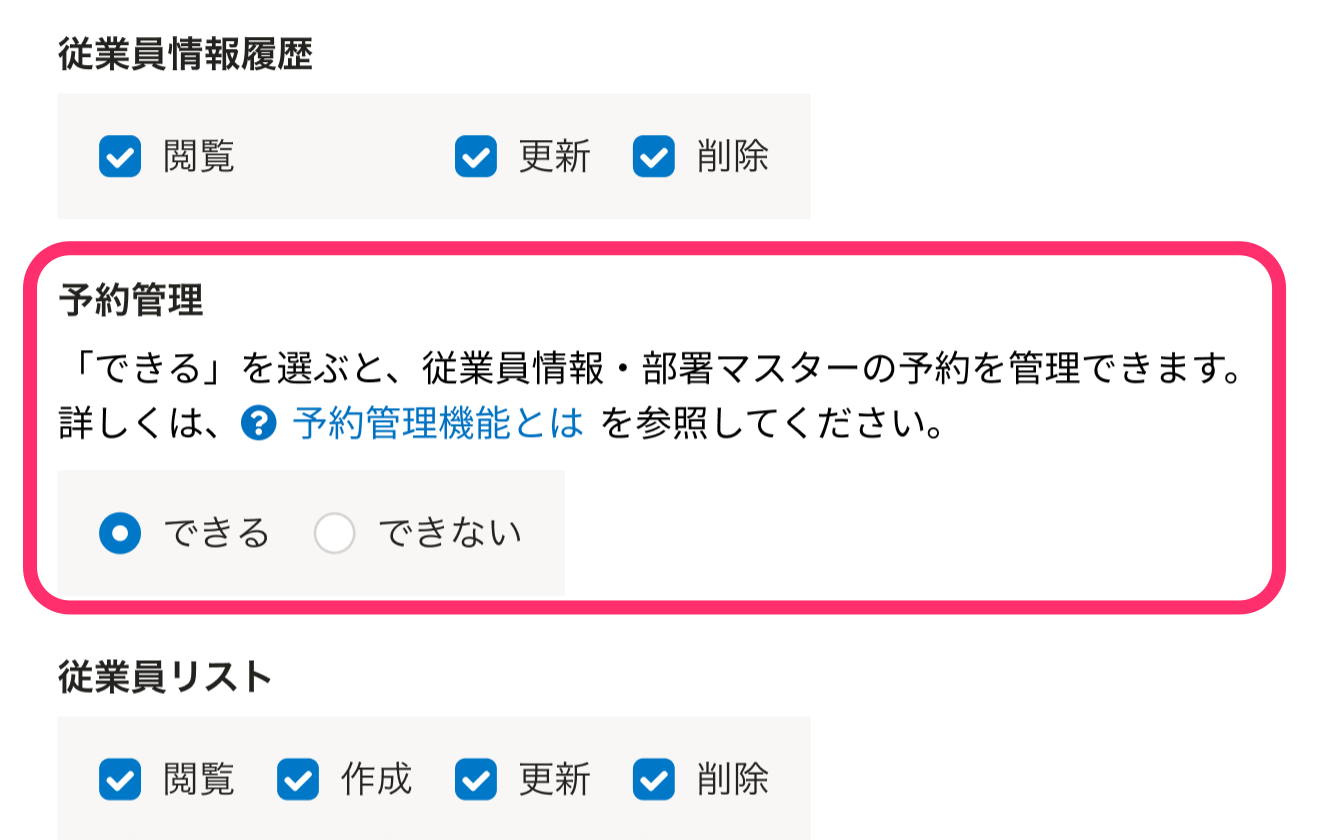 従業員情報履歴
閲覧 更新 削除
予約管理
「できる」を選ぶと、従業員情報・部署マスターの予約を管理できます。
詳しくは、? 予約管理機能とは を参照してください。
できる できない
従業員リスト
閲覧 作成 更新 削除